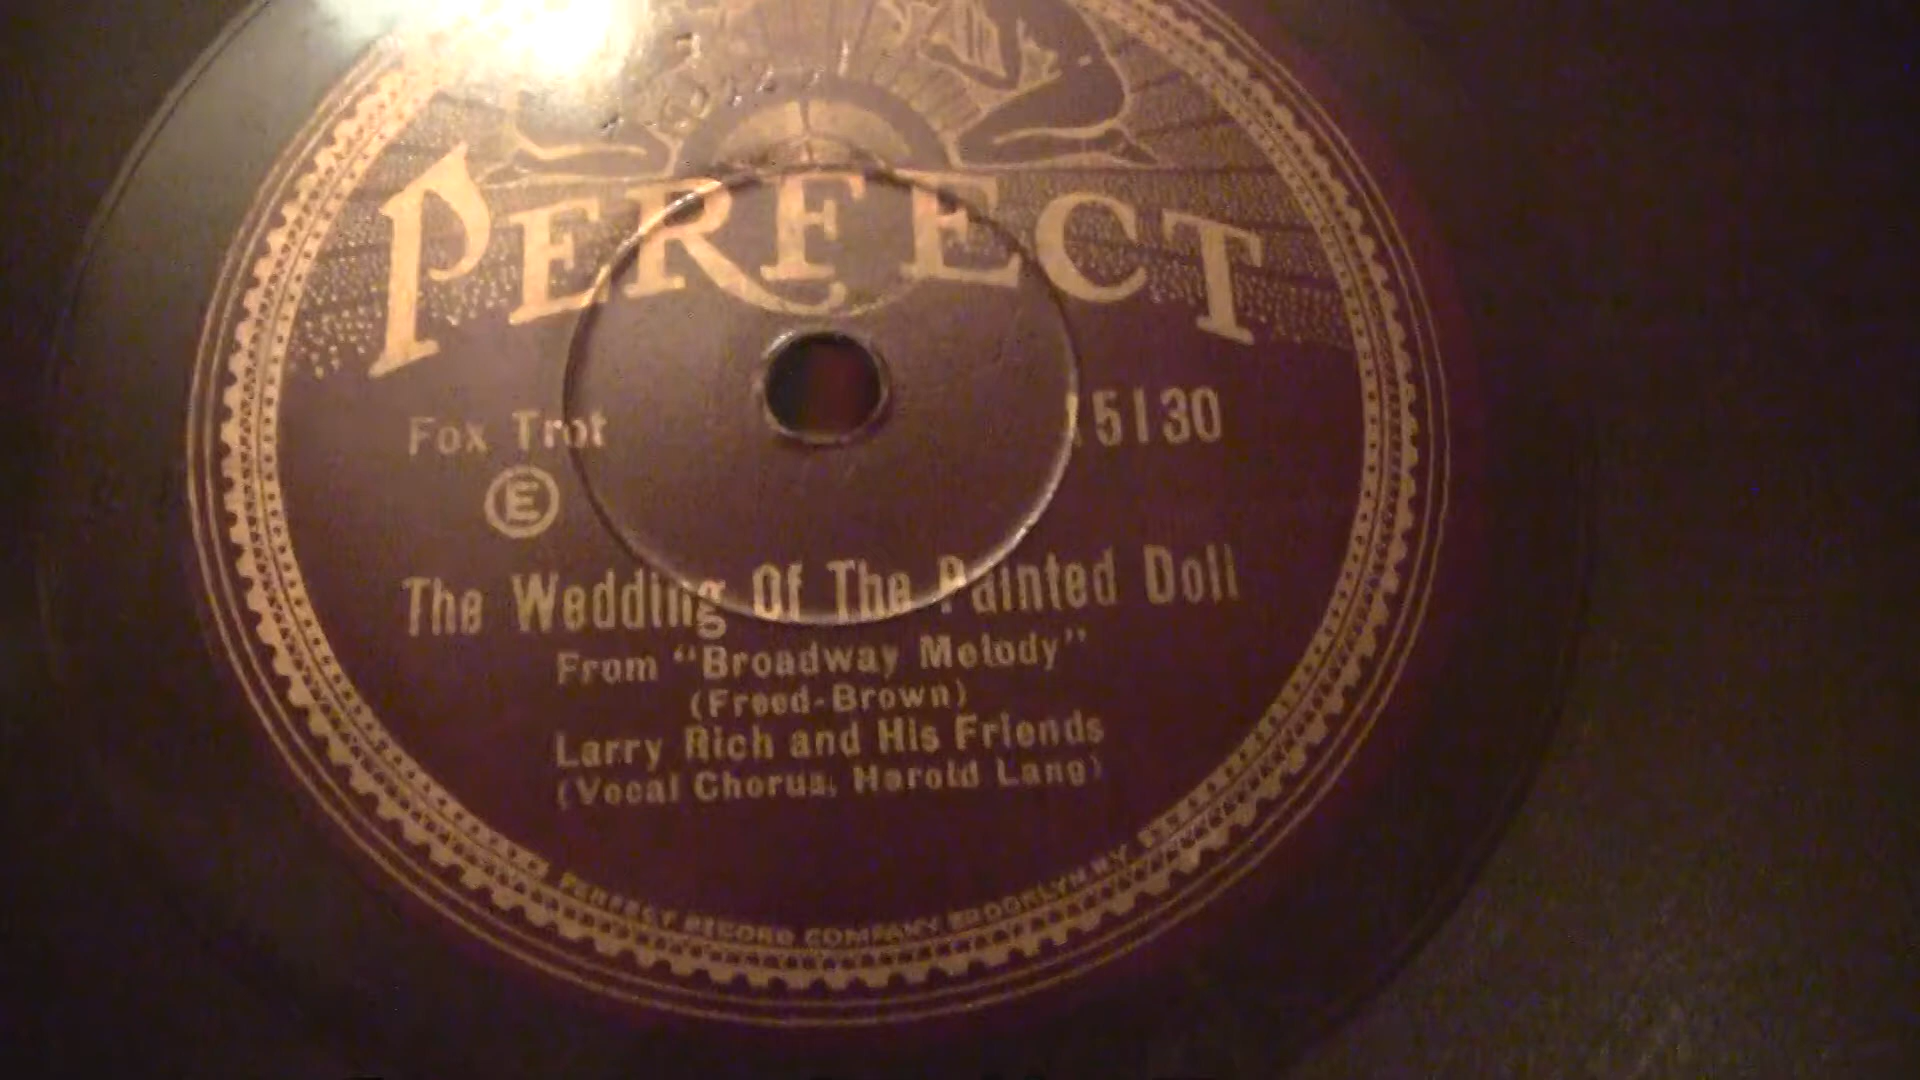 PERFECT
Fox Trot 15130
E
The Wedding Of The Painted Doll
From "Broadway Melody"
(Freed-Brown)
Larry Rich and His Friends
(Vocal Chorus, Harold Lang)
PERFECT RECORD COMPANY BROOKLYN.N.Y.